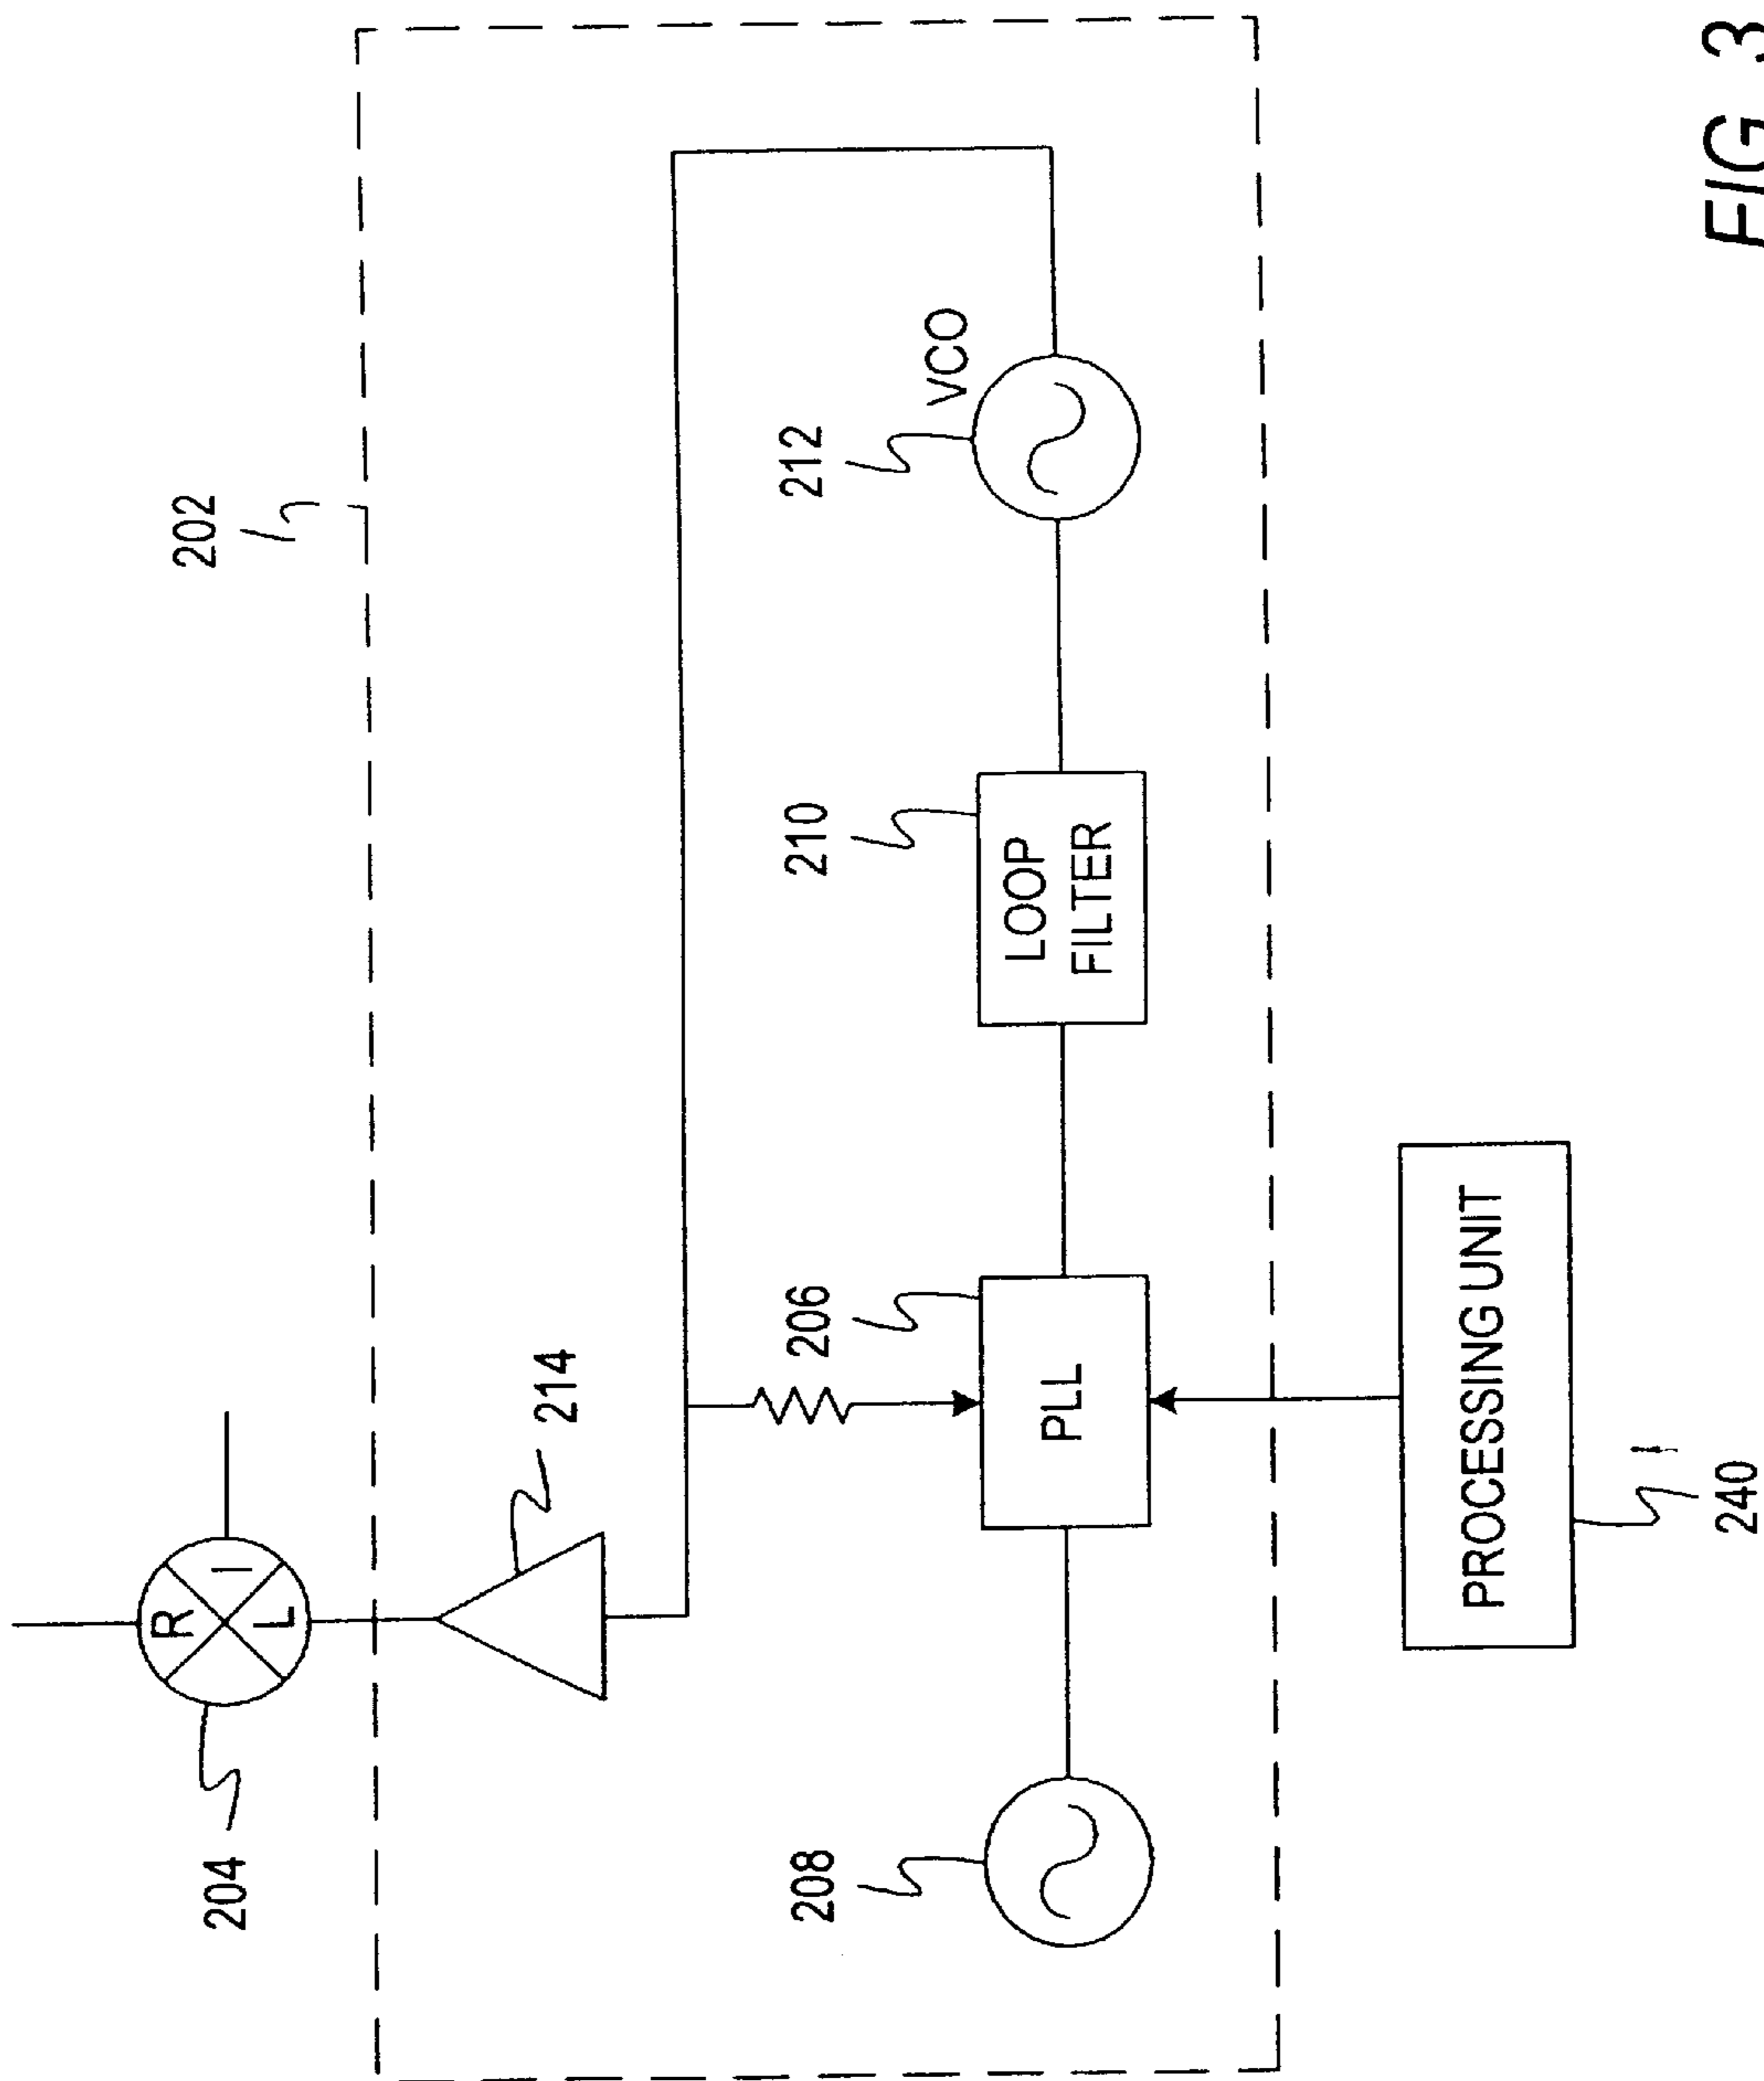 202
204
R
I
L
214
212
VCO
210
LOOP
FILTER
206
PLL
208
PROCESSING UNIT
240
FIG 3